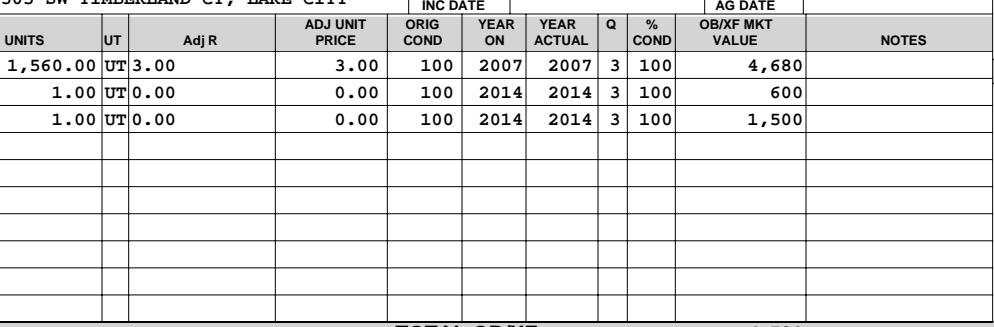 INC DATE AG DATE
UNITS UT Adj R ADJ UNIT PRICE ORIG COND YEAR ON YEAR ACTUAL Q % COND OB/XF MKT VALUE NOTES
1,560.00 UT 3.00 3.00 100 2007 2007 3 100 4,680
1.00 UT 0.00 0.00 100 2014 2014 3 100 600
1.00 UT 0.00 0.00 100 2014 2014 3 100 1,500